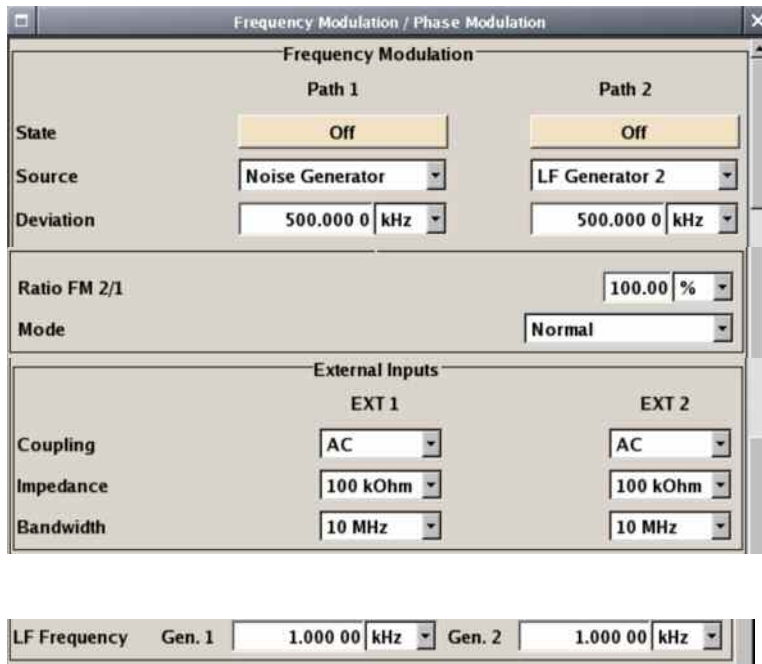 Frequency Modulation / Phase Modulation
Frequency Modulation
Path 1 Path 2
State Off Off
Source Noise Generator LF Generator 2
Deviation 500.000 0 kHz 500.000 0 kHz
Ratio FM 2/1 100.00 %
Mode Normal
External Inputs
EXT 1 EXT 2
Coupling AC AC
Impedance 100 kOhm 100 kOhm
Bandwidth 10 MHz 10 MHz
LF Frequency Gen. 1 1.000 00 kHz Gen. 2 1.000 00 kHz